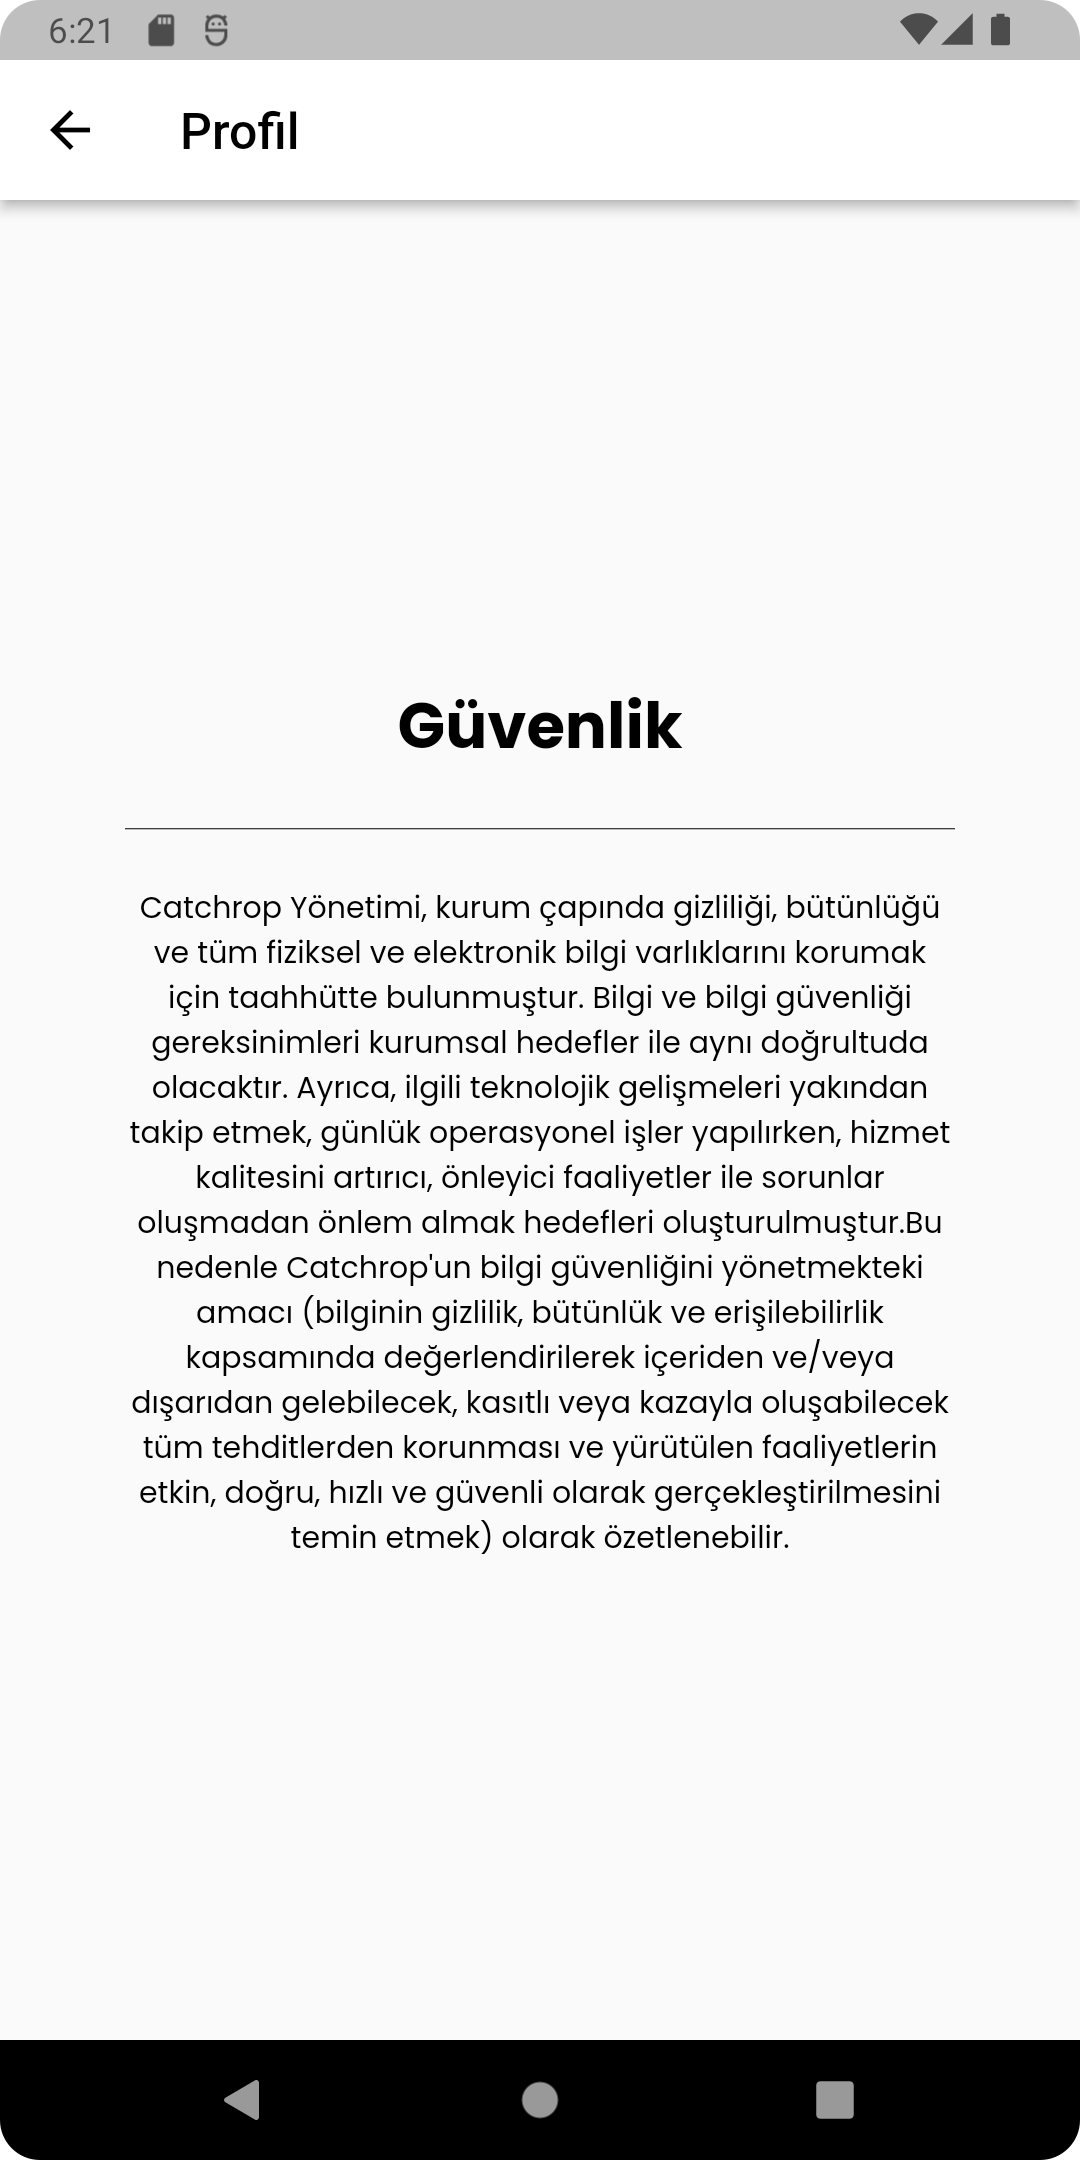 6:21
Profil
Güvenlik
Catchrop Yönetimi, kurum çapında gizliliği, bütünlüğü
ve tüm fiziksel ve elektronik bilgi varlıklarını korumak
için taahhütte bulunmuştur. Bilgi ve bilgi güvenliği
gereksinimleri kurumsal hedefler ile aynı doğrultuda
olacaktır. Ayrıca, ilgili teknolojik gelişmeleri yakından
takip etmek, günlük operasyonel işler yapılırken, hizmet
kalitesini artırıcı, önleyici faaliyetler ile sorunlar
oluşmadan önlem almak hedefleri oluşturulmuştur.Bu
nedenle Catchrop'un bilgi güvenliğini yönetmekteki
amacı (bilginin gizlilik, bütünlük ve erişilebilirlik
kapsamında değerlendirilerek içeriden ve/veya
dışarıdan gelebilecek, kasıtlı veya kazayla oluşabilecek
tüm tehditlerden korunması ve yürütülen faaliyetlerin
etkin, doğru, hızlı ve güvenli olarak gerçekleştirilmesini
temin etmek) olarak özetlenebilir.